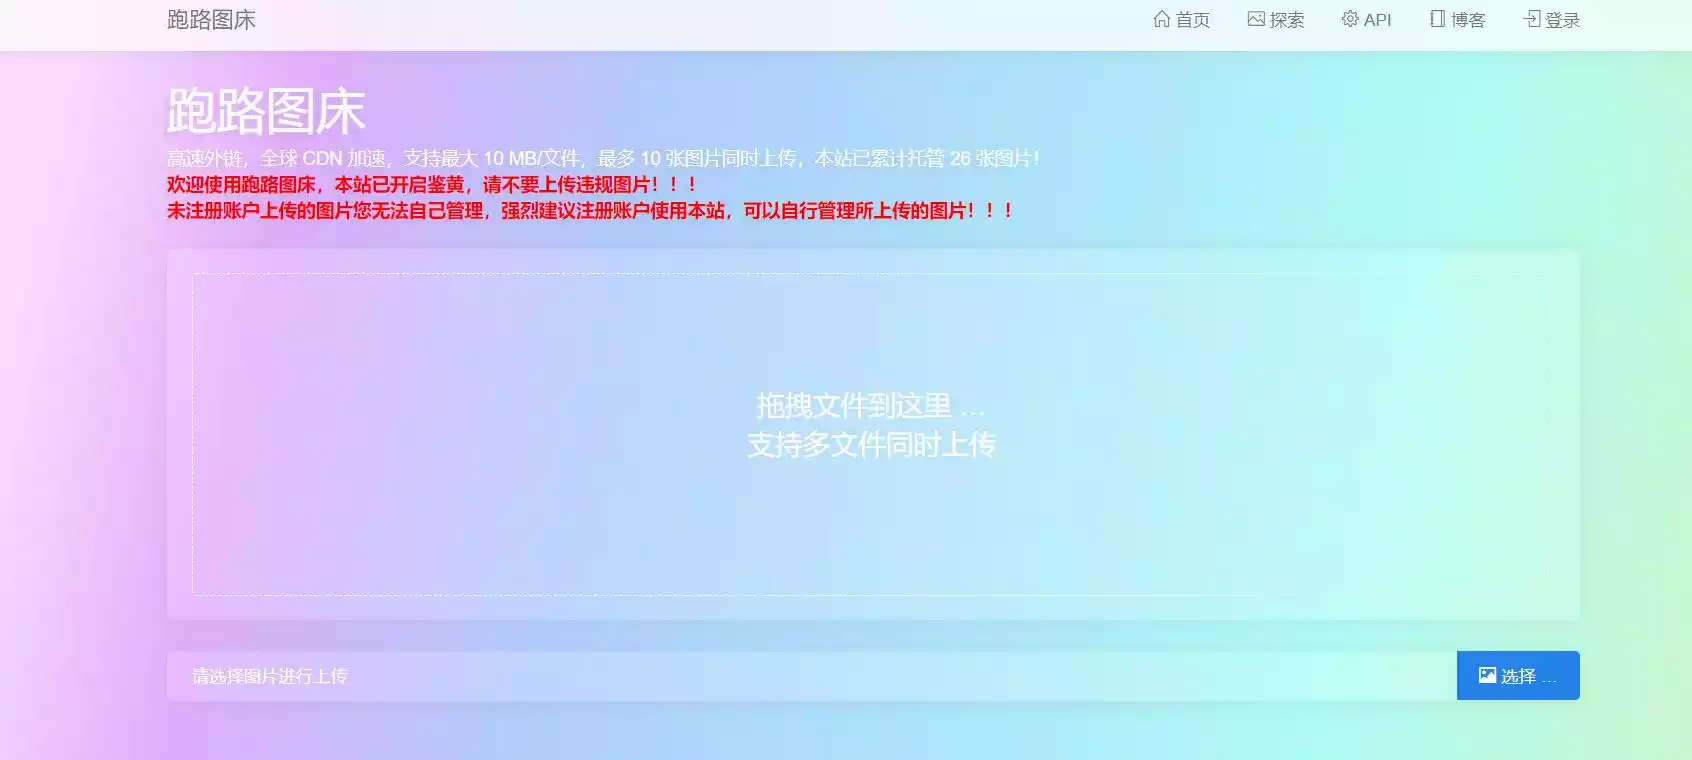 跑路图床
首页 探索 API 博客 登录
跑路图床
高速外链，全球 CDN 加速，支持最大 10 MB/文件，最多 10 张图片同时上传，本站已累计托管 26 张图片！
欢迎使用跑路图床，本站已开启鉴黄，请不要上传违规图片！！！
未注册账户上传的图片您无法自己管理，强烈建议注册账户使用本站，可以自行管理所上传的图片！！！
拖拽文件到这里 …
支持多文件同时上传
请选择图片进行上传
选择 …